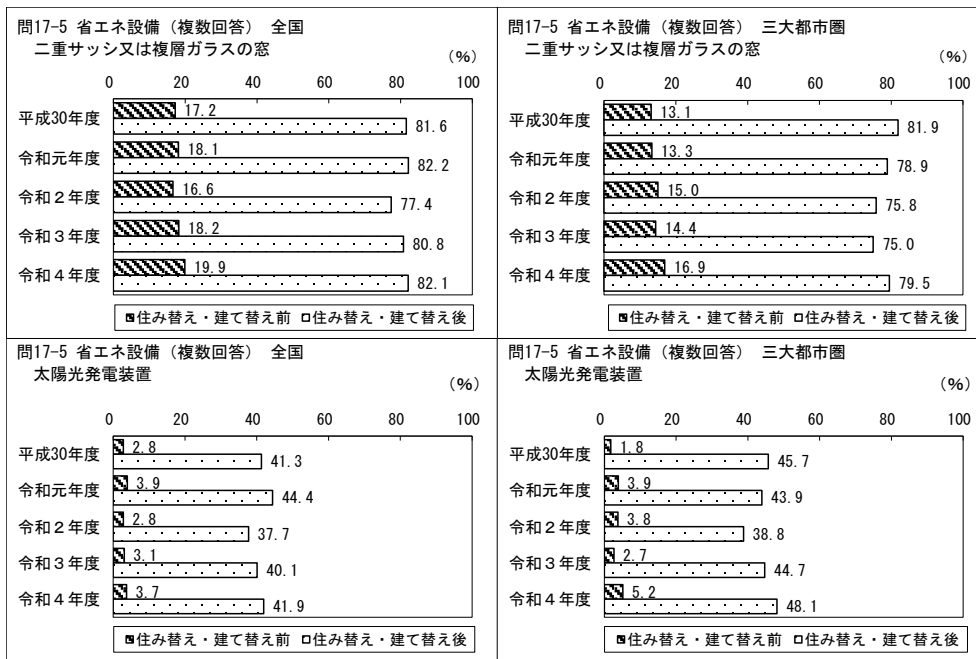 問17-5 省エネ設備（複数回答） 全国
二重サッシ又は複層ガラスの窓
(%)
0 20 40 60 80 100
平成30年度 17.2 81.6
令和元年度 18.1 82.2
令和２年度 16.6 77.4
令和３年度 18.2 80.8
令和４年度 19.9 82.1
住み替え・建て替え前 住み替え・建て替え後
問17-5 省エネ設備（複数回答） 三大都市圏
二重サッシ又は複層ガラスの窓
(%)
0 20 40 60 80 100
平成30年度 13.1 81.9
令和元年度 13.3 78.9
令和２年度 15.0 75.8
令和３年度 14.4 75.0
令和４年度 16.9 79.5
住み替え・建て替え前 住み替え・建て替え後
問17-5 省エネ設備（複数回答） 全国
太陽光発電装置
(%)
0 20 40 60 80 100
平成30年度 2.8 41.3
令和元年度 3.9 44.4
令和２年度 2.8 37.7
令和３年度 3.1 40.1
令和４年度 3.7 41.9
住み替え・建て替え前 住み替え・建て替え後
問17-5 省エネ設備（複数回答） 三大都市圏
太陽光発電装置
(%)
0 20 40 60 80 100
平成30年度 1.8 45.7
令和元年度 3.9 43.9
令和２年度 3.8 38.8
令和３年度 2.7 44.7
令和４年度 5.2 48.1
住み替え・建て替え前 住み替え・建て替え後